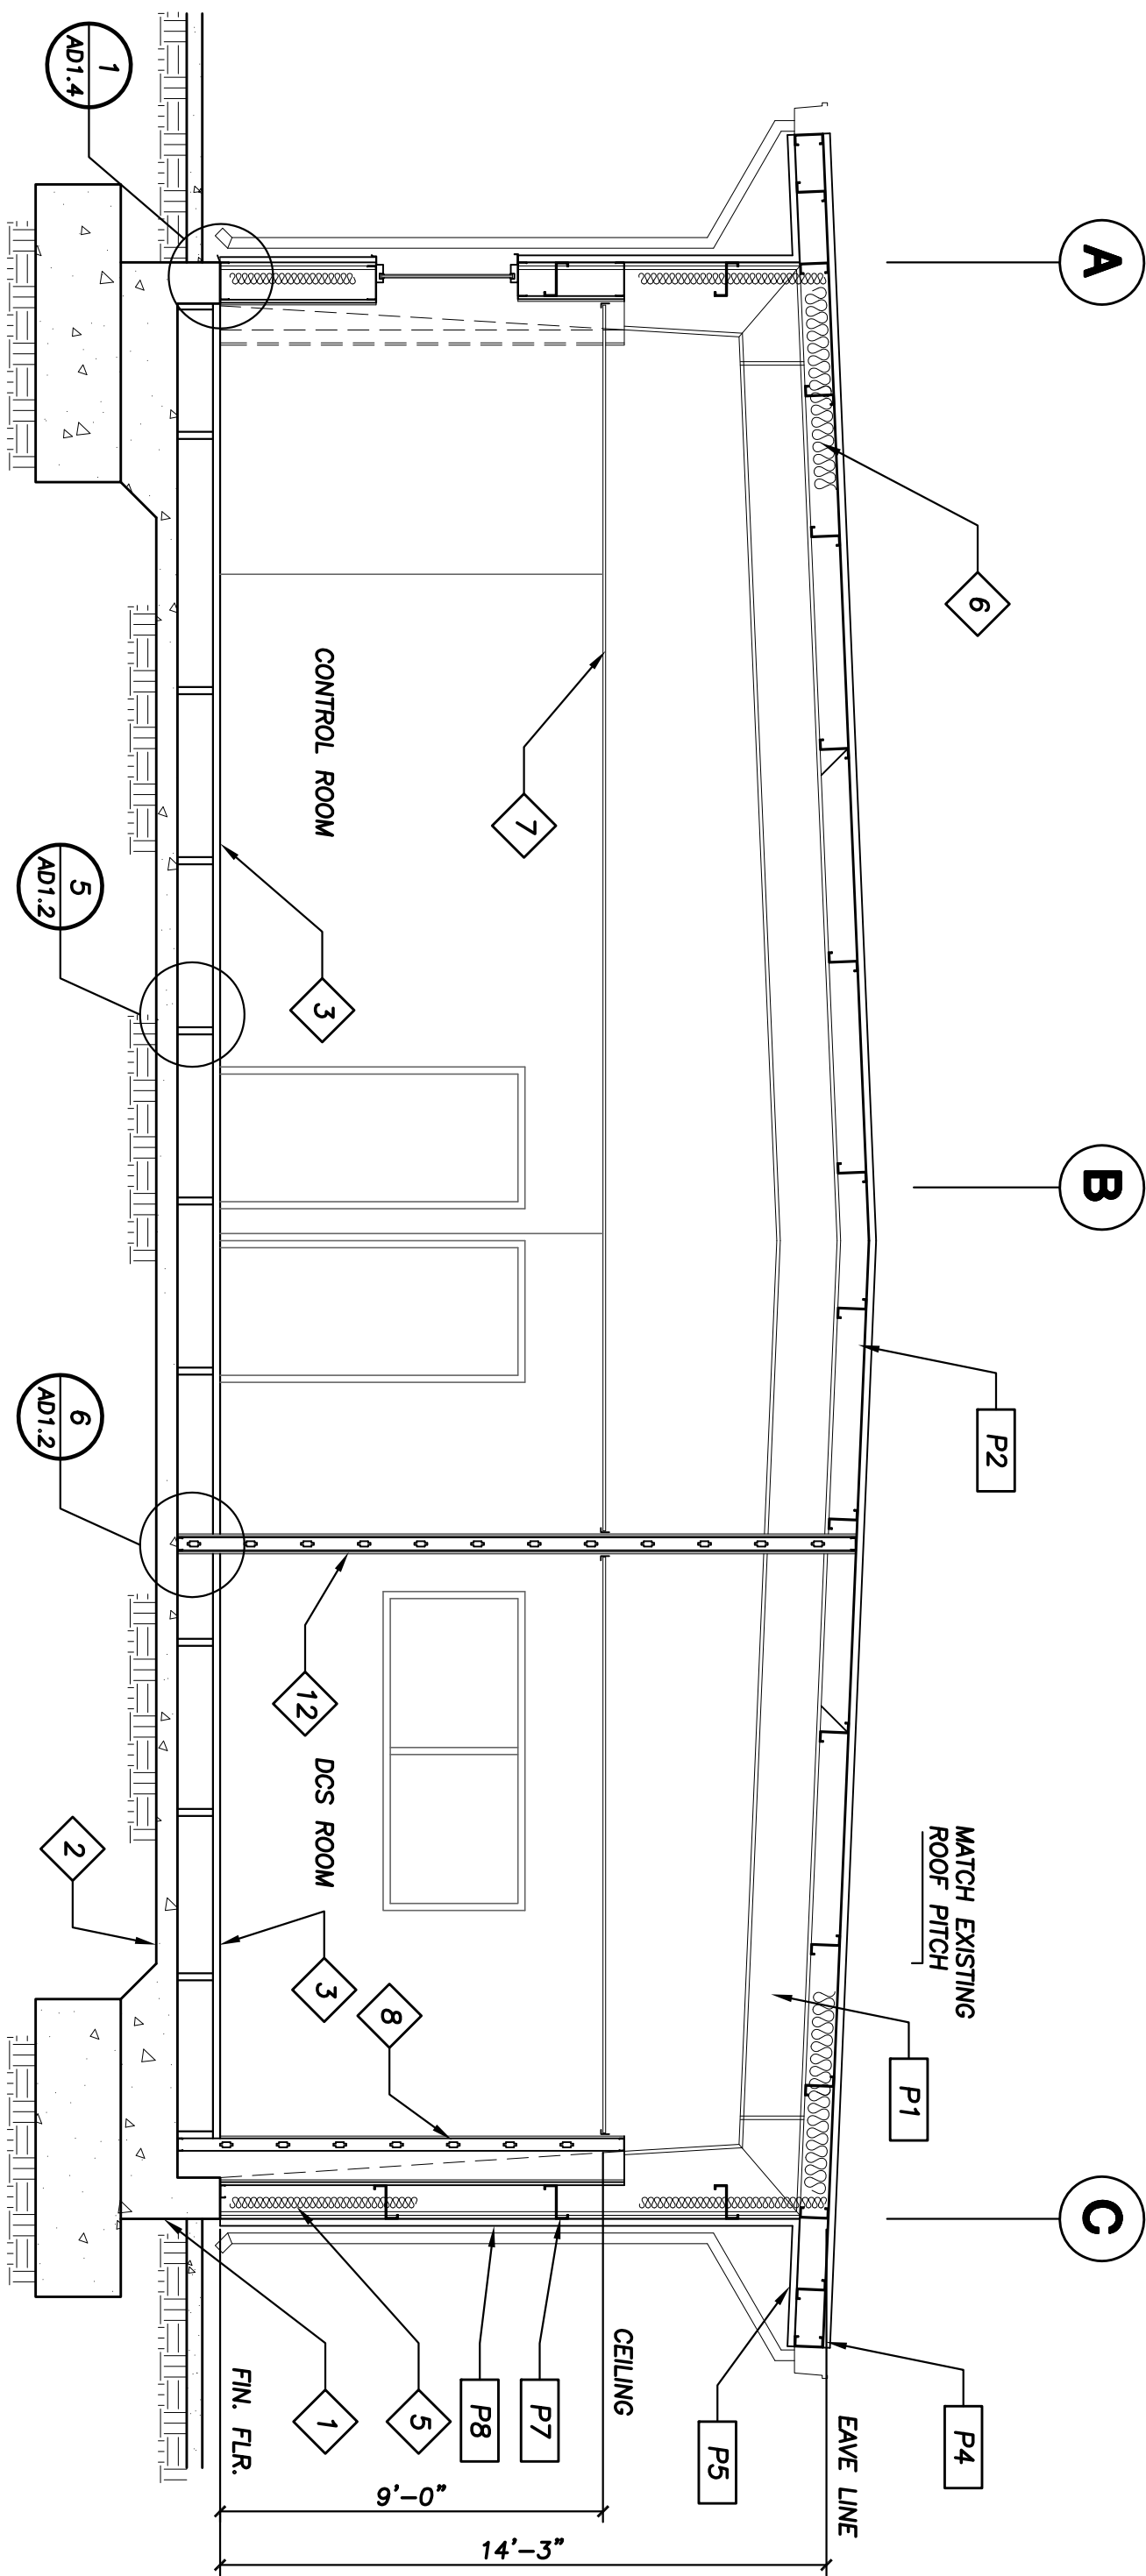 A
B
C
6
P2
MATCH EXISTING
ROOF PITCH
P1
P4
EAVE LINE
P5
7
CEILING
P7
P8
CONTROL ROOM
3
12
DCS ROOM
3
8
5
1
FIN. FLR.
9'-0"
14'-3"
1
AD1.4
5
AD1.2
6
AD1.2
2